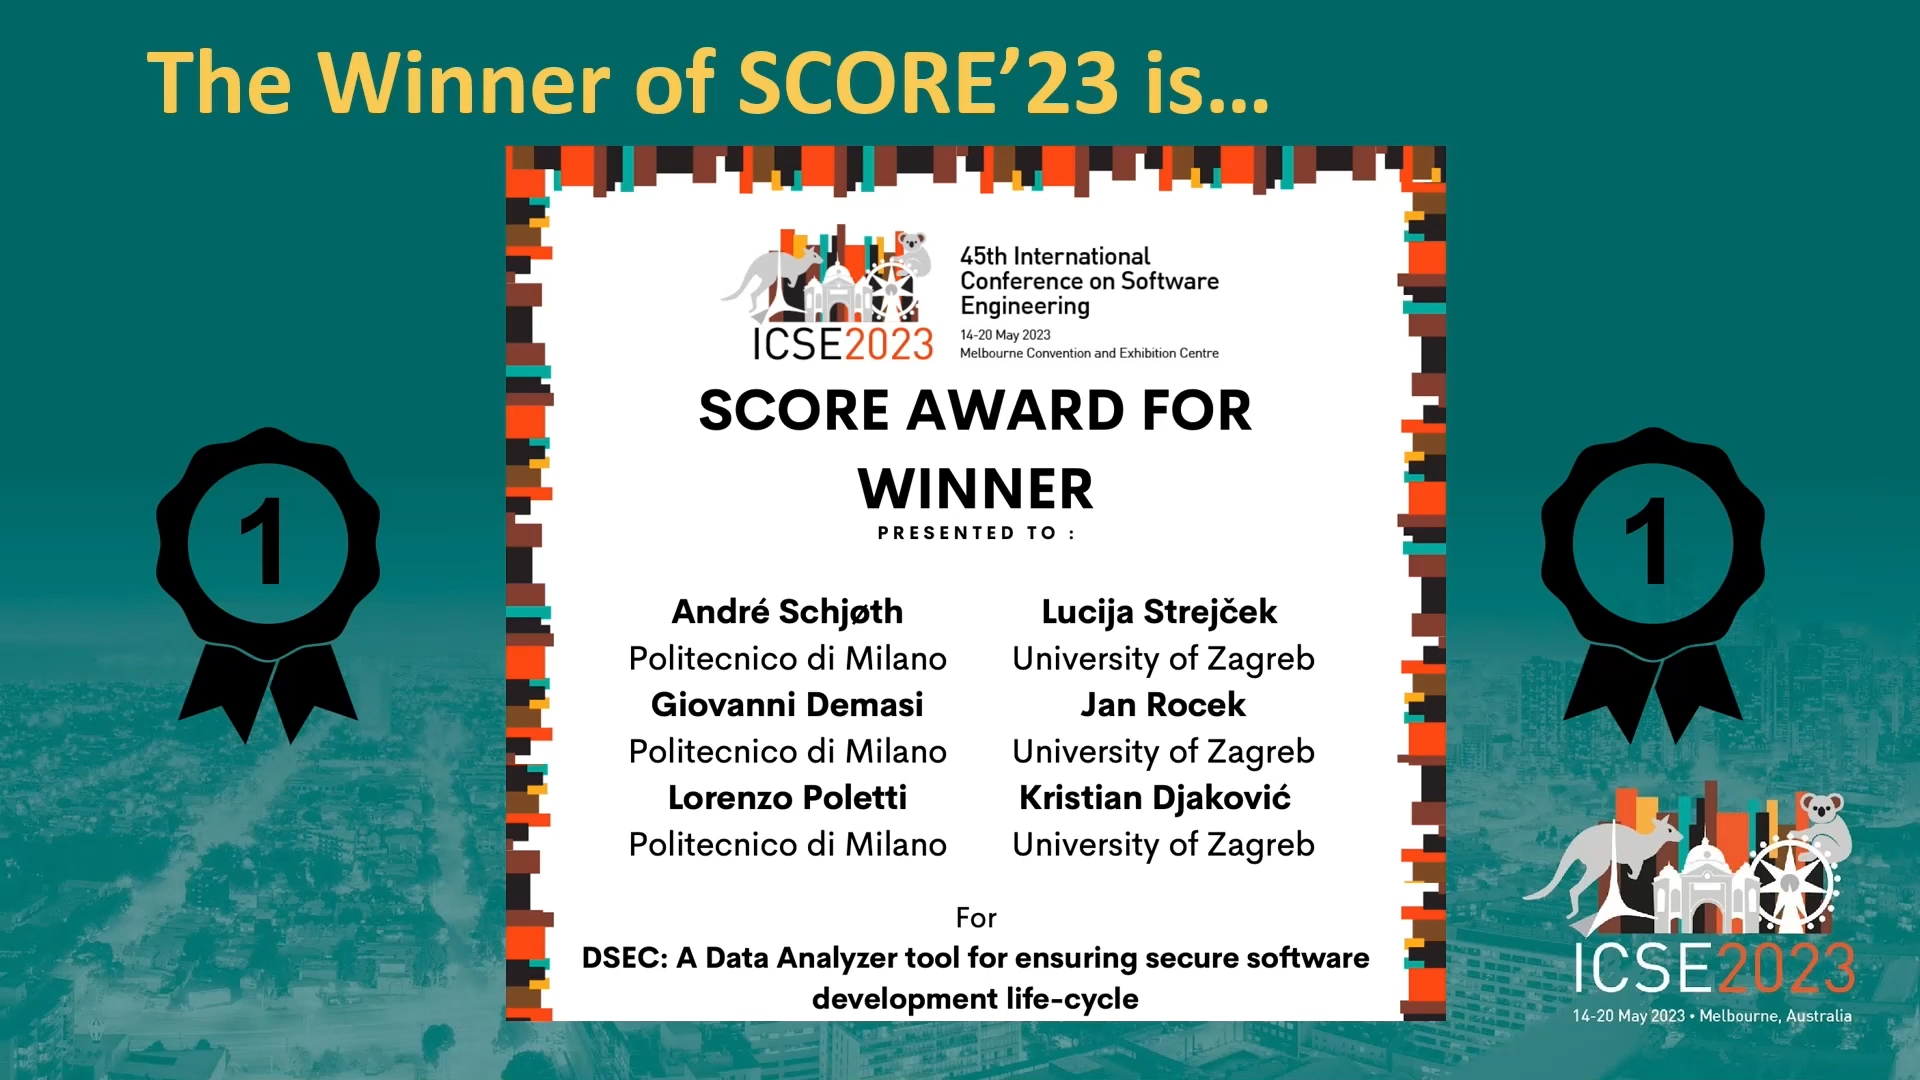 The Winner of SCORE’23 is…
45th International
Conference on Software
Engineering
14-20 May 2023
Melbourne Convention and Exhibition Centre
ICSE2023
SCORE AWARD FOR
WINNER
PRESENTED TO :
1
1
André Schjøth
Politecnico di Milano
Giovanni Demasi
Politecnico di Milano
Lorenzo Poletti
Politecnico di Milano
Lucija Strejček
University of Zagreb
Jan Rocek
University of Zagreb
Kristian Djaković
University of Zagreb
For
DSEC: A Data Analyzer tool for ensuring secure software
development life-cycle
ICSE2023
14-20 May 2023 • Melbourne, Australia